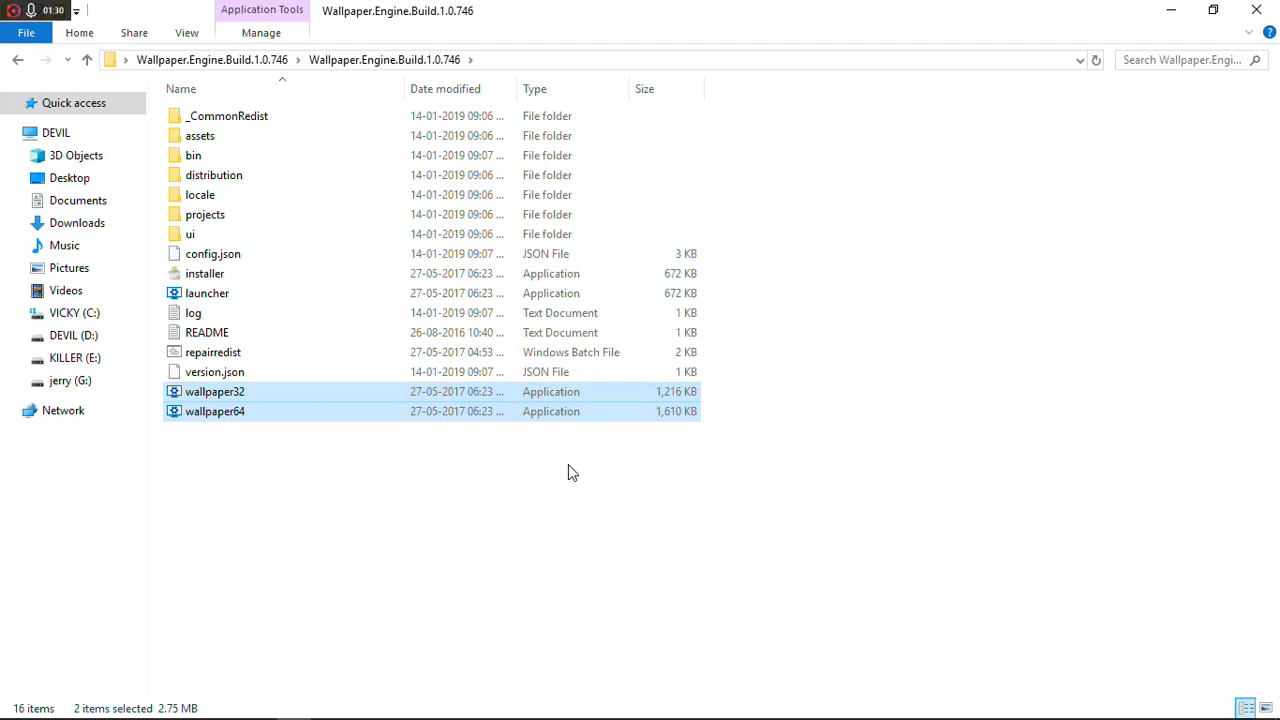 01:30
Application Tools
Wallpaper.Engine.Build.1.0.746
File
Home
Share
View
Manage
Wallpaper.Engine.Build.1.0.746 Wallpaper.Engine.Build.1.0.746
Search Wallpaper.Engi...
Name Date modified Type Size
Quick access
DEVIL
3D Objects
Desktop
Documents
Downloads
Music
Pictures
Videos
VICKY (C:)
DEVIL (D:)
KILLER (E:)
jerry (G:)
Network
_CommonRedist 14-01-2019 09:06 ... File folder
assets 14-01-2019 09:06 ... File folder
bin 14-01-2019 09:07 ... File folder
distribution 14-01-2019 09:06 ... File folder
locale 14-01-2019 09:06 ... File folder
projects 14-01-2019 09:06 ... File folder
ui 14-01-2019 09:06 ... File folder
config.json 14-01-2019 09:07 ... JSON File 3 KB
installer 27-05-2017 06:23 ... Application 672 KB
launcher 27-05-2017 06:23 ... Application 672 KB
log 14-01-2019 09:07 ... Text Document 1 KB
README 26-08-2016 10:40 ... Text Document 1 KB
repairredist 27-05-2017 04:53 ... Windows Batch File 2 KB
version.json 14-01-2019 09:07 ... JSON File 1 KB
wallpaper32 27-05-2017 06:23 ... Application 1,216 KB
wallpaper64 27-05-2017 06:23 ... Application 1,610 KB
16 items 2 items selected 2.75 MB